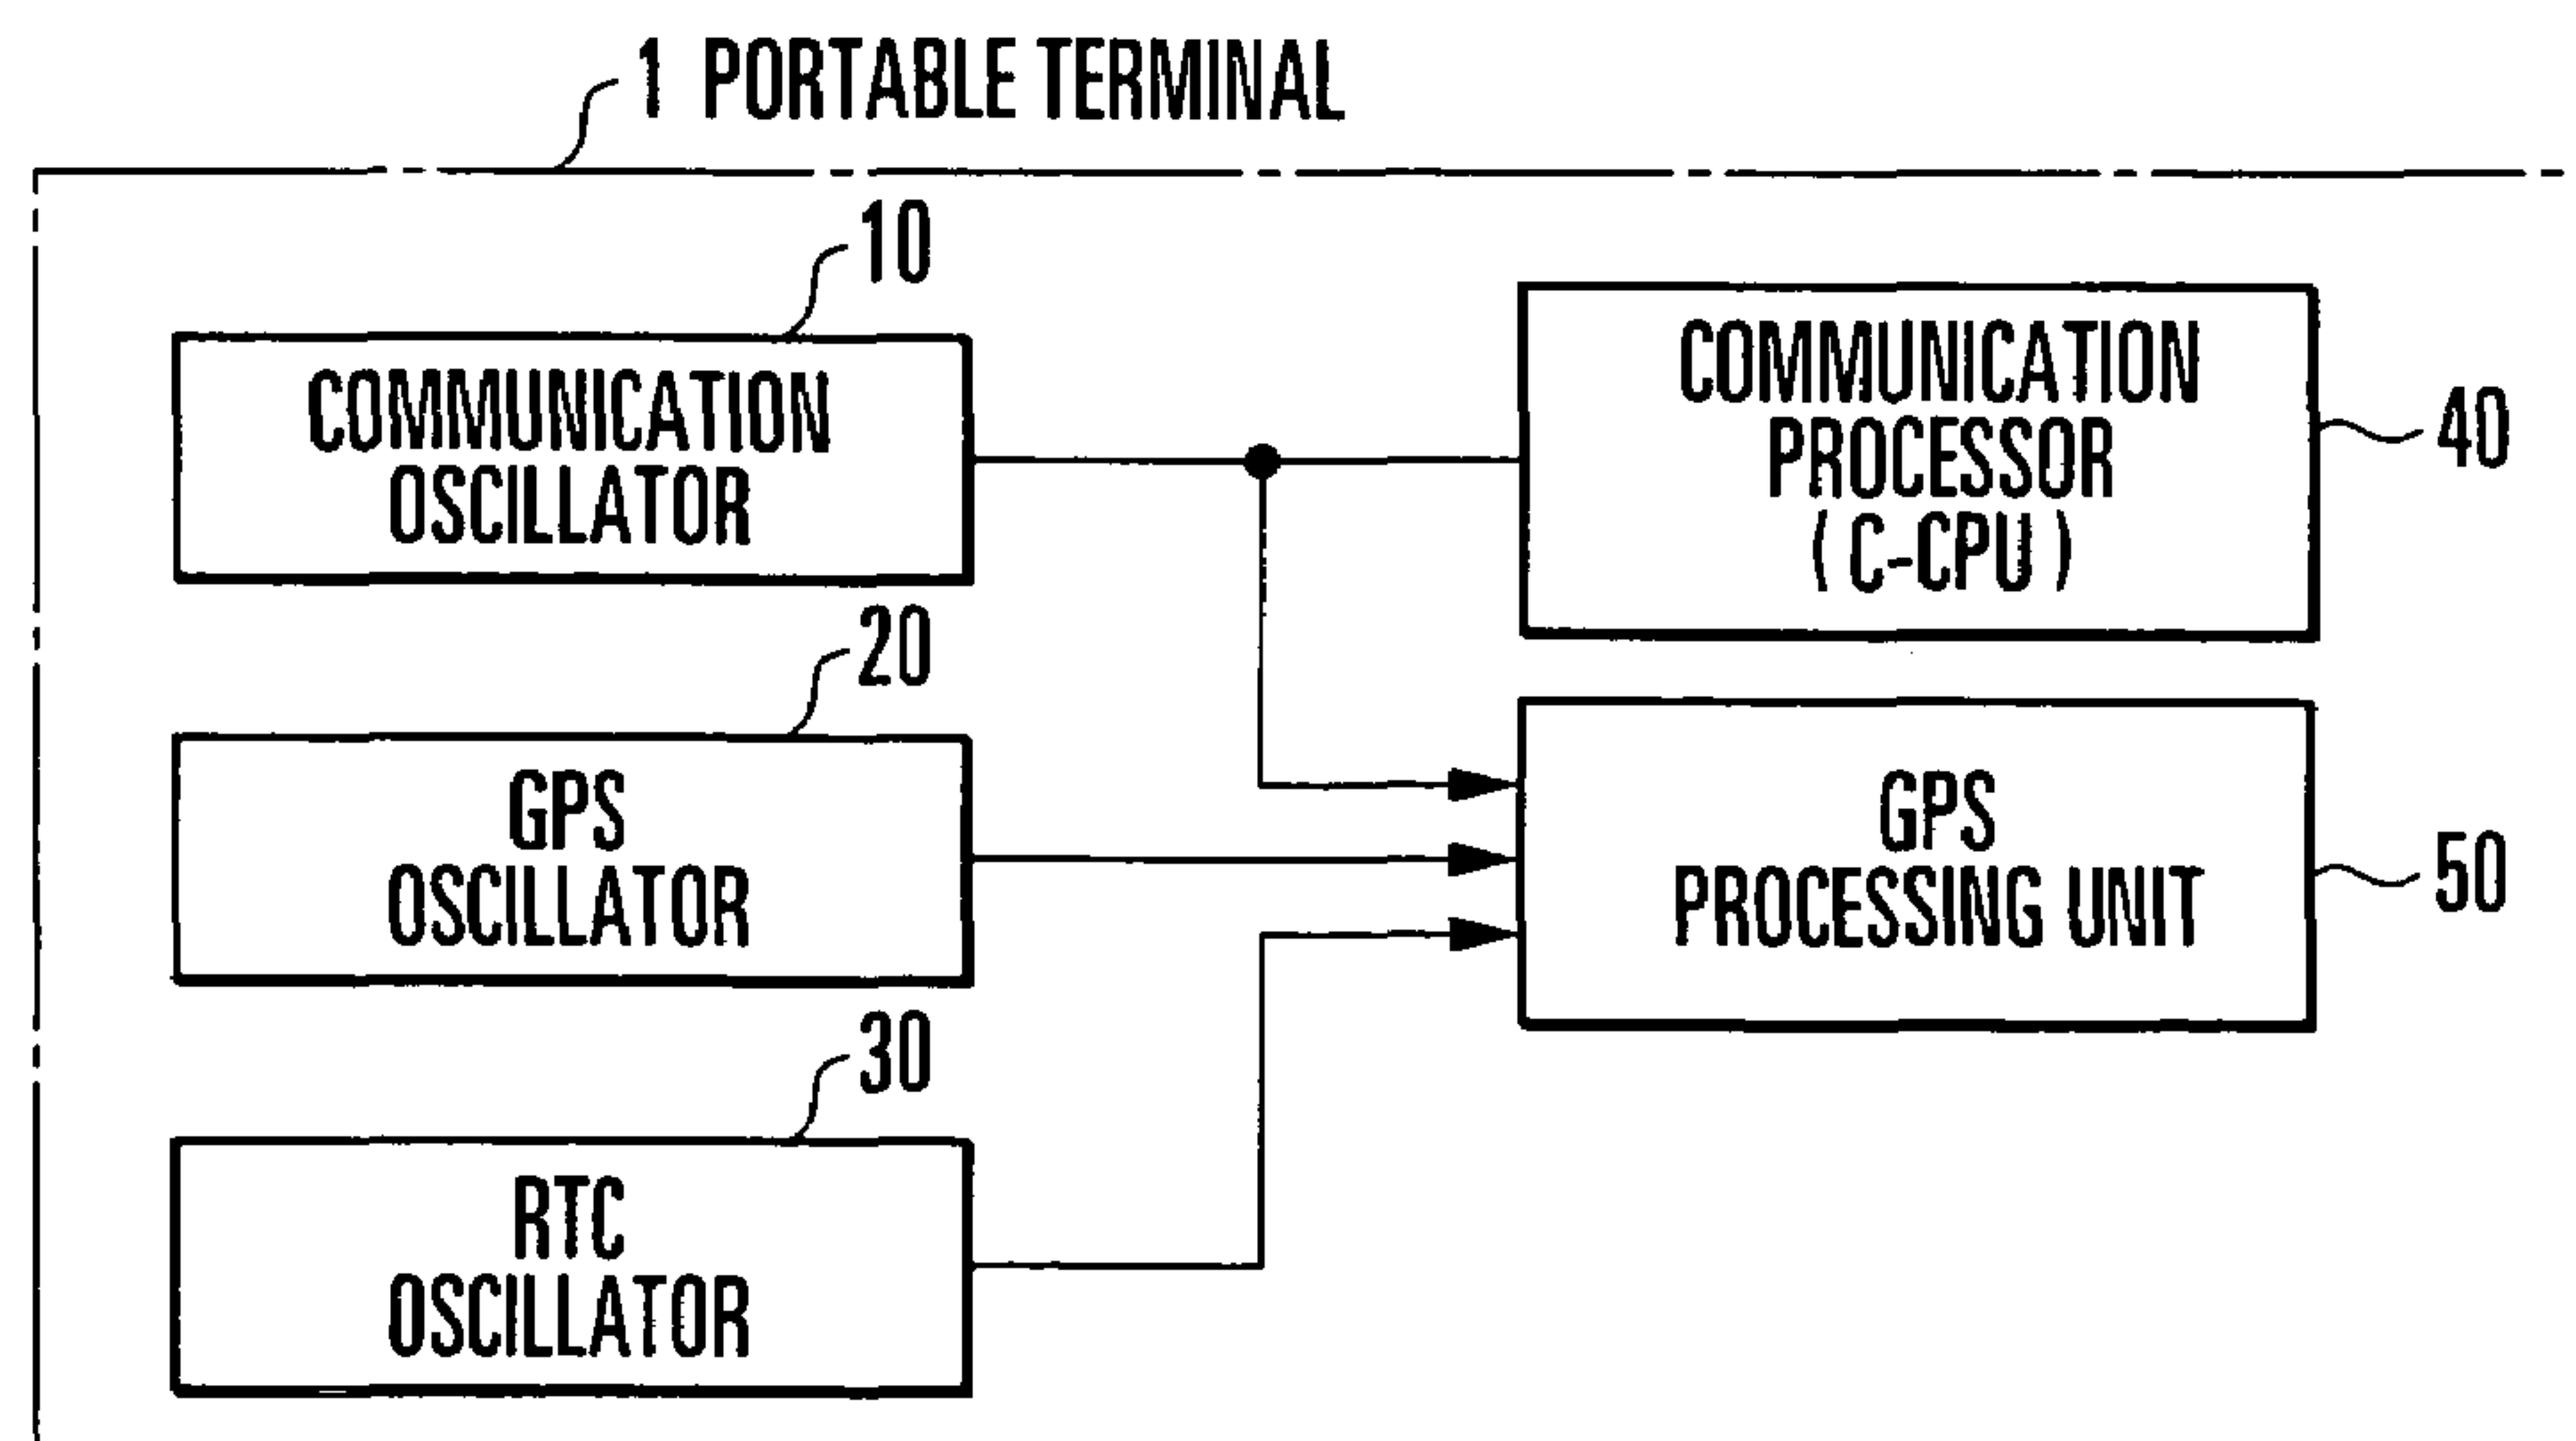 1 PORTABLE TERMINAL
10
COMMUNICATION
OSCILLATOR
COMMUNICATION
PROCESSOR
(C-CPU)
40
20
GPS
OSCILLATOR
GPS
PROCESSING UNIT
50
30
RTC
OSCILLATOR